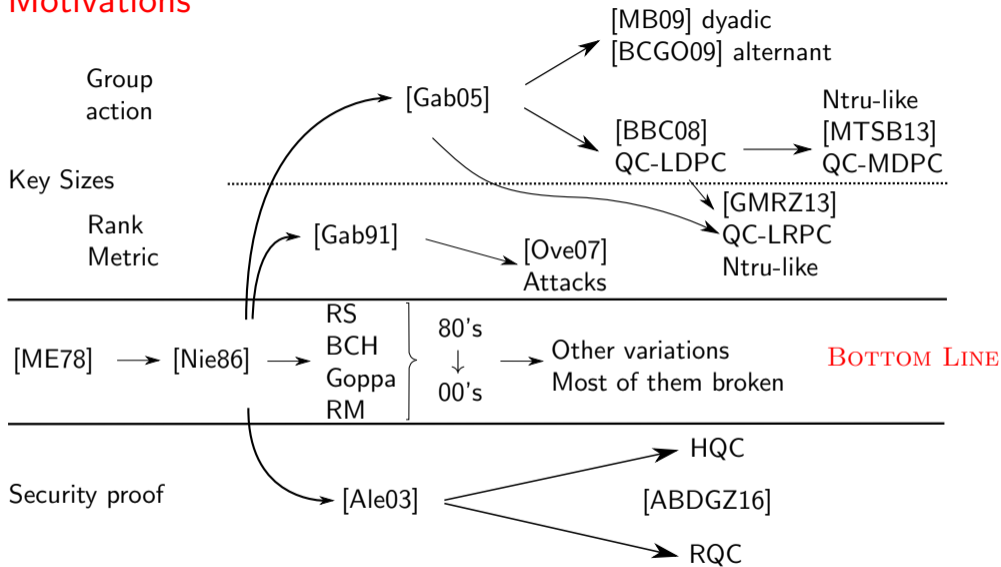 Motivations
[MB09] dyadic
[BCGO09] alternant
Group
action
[Gab05]
Ntru-like
[MTSB13]
QC-MDPC
[BBC08]
QC-LDPC
Key Sizes
[GMRZ13]
QC-LRPC
Ntru-like
Rank
Metric
[Gab91]
[Ove07]
Attacks
[ME78]
[Nie86]
RS
BCH
Goppa
RM
80's
00's
Other variations
Most of them broken
BOTTOM LINE
HQC
Security proof
[Ale03]
[ABDGZ16]
RQC